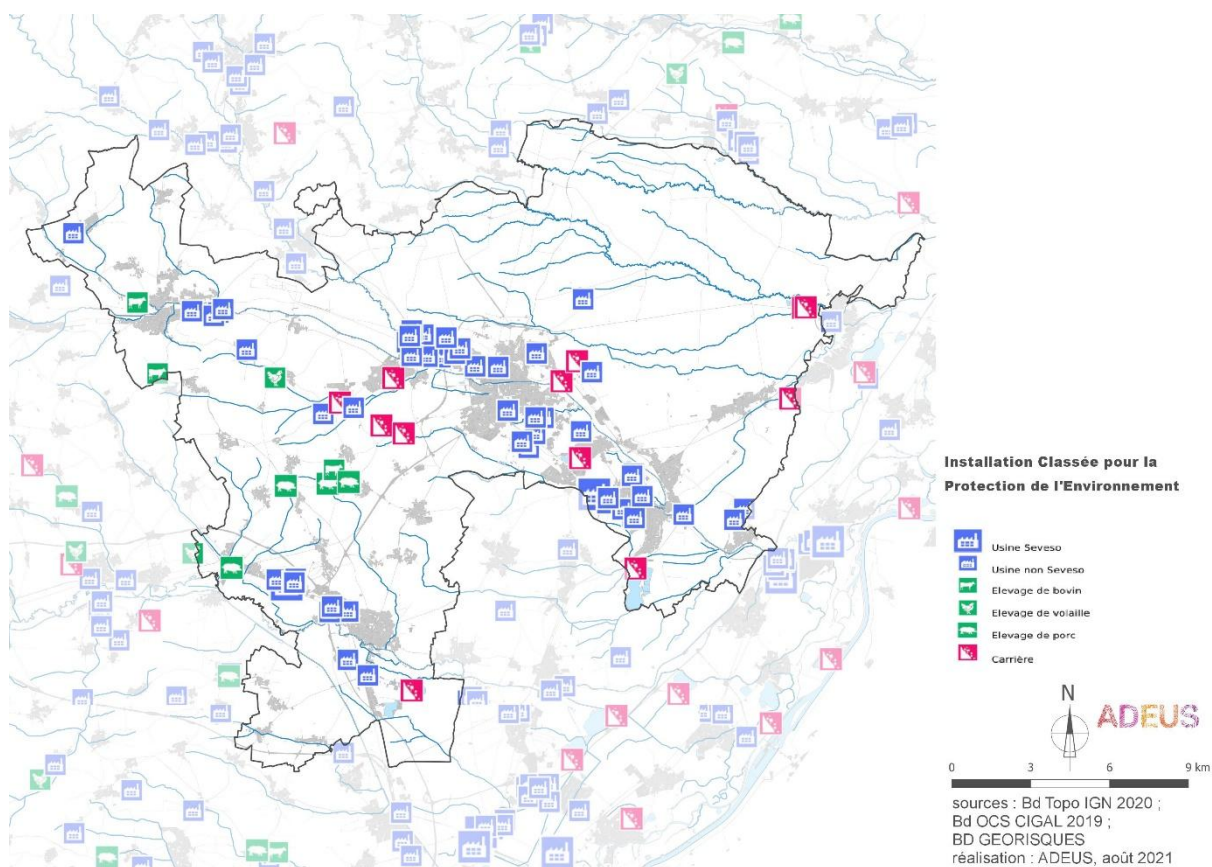 Installation Classée pour la
Protection de l'Environnement
Usine Seveso
Usine non Seveso
Elevage de bovin
Elevage de volaille
Elevage de porc
Carrière
N
ADEUS
0 3 6 9 km
sources : Bd Topo IGN 2020 ;
Bd OCS CIGAL 2019 ;
BD GEORISQUES
réalisation : ADEUS, août 2021